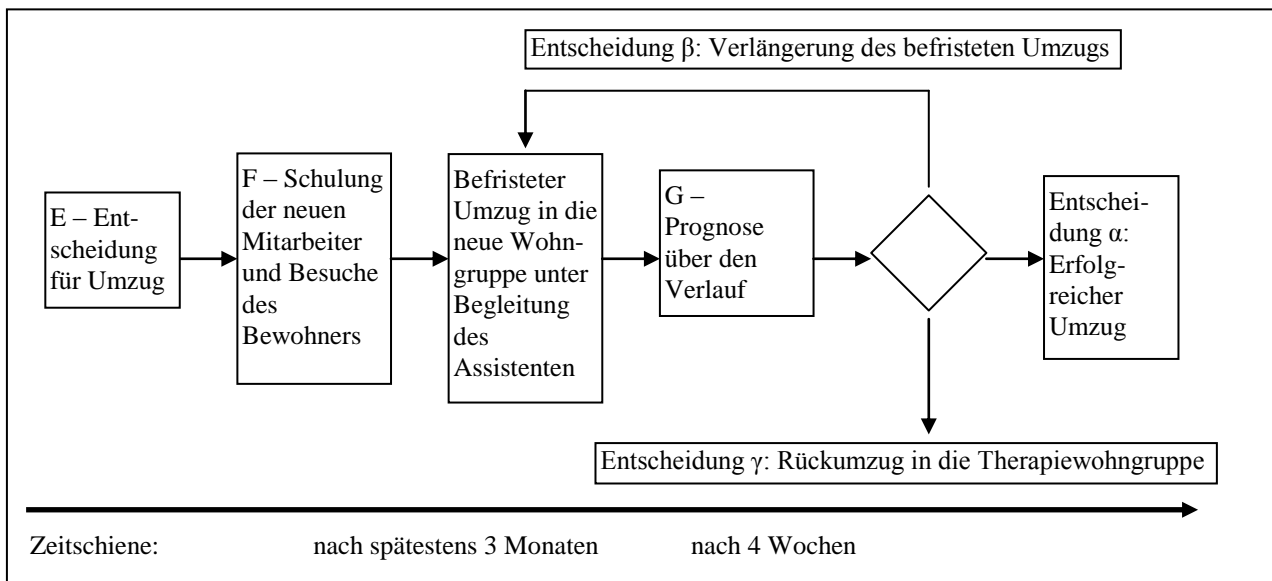 Entscheidung β: Verlängerung des befristeten Umzugs
E – Ent-
scheidung
für Umzug
F – Schulung
der neuen
Mitarbeiter
und Besuche
des
Bewohners
Befristeter
Umzug in die
neue Wohn-
gruppe unter
Begleitung
des
Assistenten
G –
Prognose
über den
Verlauf
Entschei-
dung α:
Erfolg-
reicher
Umzug
Entscheidung γ: Rückumzug in die Therapiewohngruppe
Zeitschiene: nach spätestens 3 Monaten nach 4 Wochen